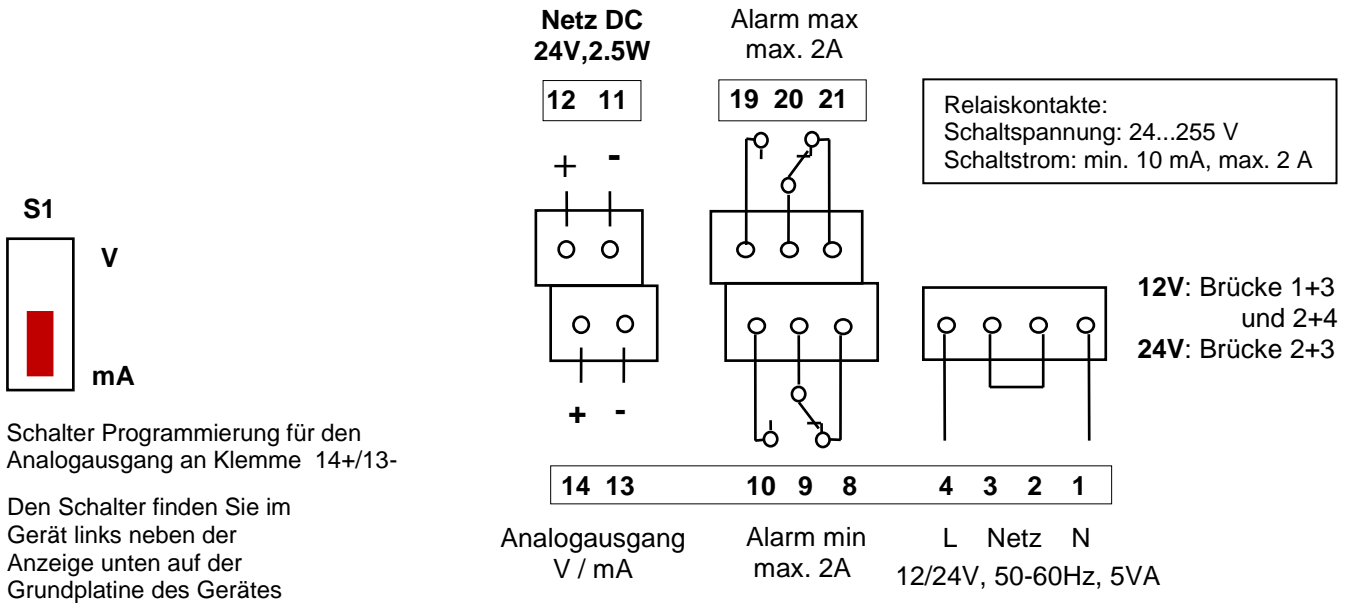 Netz DC
24V,2.5W
Alarm max
max. 2A
12 11
19 20 21
Relaiskontakte:
Schaltspannung: 24...255 V
Schaltstrom: min. 10 mA, max. 2 A
+ -
S1
V
mA
12V: Brücke 1+3
und 2+4
24V: Brücke 2+3
+ -
Schalter Programmierung für den
Analogausgang an Klemme 14+/13-
Den Schalter finden Sie im
Gerät links neben der
Anzeige unten auf der
Grundplatine des Gerätes
14 13
10 9 8
4 3 2 1
Analogausgang
V / mA
Alarm min
max. 2A
L Netz N
12/24V, 50-60Hz, 5VA